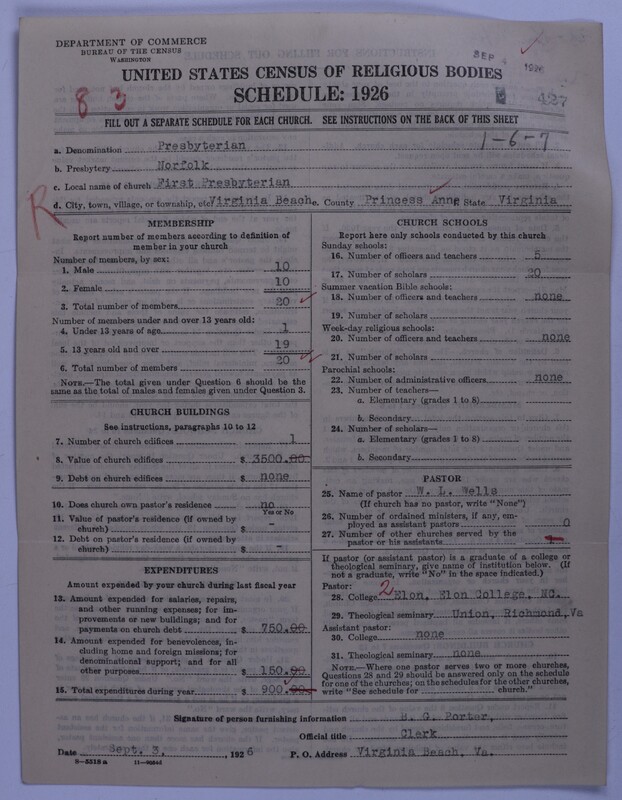 DEPARTMENT OF COMMERCE
BUREAU OF THE CENSUS
WASHINGTON
SEP 4 1926
UNITED STATES CENSUS OF RELIGIOUS BODIES
SCHEDULE: 1926
83
427
FILL OUT A SEPARATE SCHEDULE FOR EACH CHURCH. SEE INSTRUCTIONS ON THE BACK OF THIS SHEET
1-6-7
a. Denomination Presbyterian
b. Presbytery Norfolk
c. Local name of church First Presbyterian
R
d. City, town, village, or township, etc Virginia Beach e. County Princess Anne State Virginia
MEMBERSHIP
Report number of members according to definition of
member in your church
Number of members, by sex:
1. Male 10
2. Female 10
3. Total number of members 20
Number of members under and over 13 years old:
4. Under 13 years of age 1
5. 13 years old and over 19
6. Total number of members 20
NOTE.—The total given under Question 6 should be the
same as the total of males and females given under Question 3.
CHURCH BUILDINGS
See instructions, paragraphs 10 to 12
7. Number of church edifices 1
8. Value of church edifices $ 3500.00
9. Debt on church edifices $ none
10. Does church own pastor's residence no
Yes or No
11. Value of pastor's residence (if owned by
church) $ -
12. Debt on pastor's residence (if owned by
church) $ -
EXPENDITURES
Amount expended by your church during last fiscal year
13. Amount expended for salaries, repairs,
and other running expenses; for im-
provements or new buildings; and for
payments on church debt $ 750.00
14. Amount expended for benevolences, in-
cluding home and foreign missions; for
denominational support; and for all
other purposes $ 150.00
15. Total expenditures during year $ 900.00
CHURCH SCHOOLS
Report here only schools conducted by this church
Sunday schools:
16. Number of officers and teachers 5
17. Number of scholars 20
Summer vacation Bible schools:
18. Number of officers and teachers none
19. Number of scholars
Week-day religious schools:
20. Number of officers and teachers none
21. Number of scholars
Parochial schools:
22. Number of administrative officers none
23. Number of teachers—
a. Elementary (grades 1 to 8)
b. Secondary
24. Number of scholars—
a. Elementary (grades 1 to 8)
b. Secondary
PASTOR
25. Name of pastor W. L. Wells
(If church has no pastor, write "None")
26. Number of ordained ministers, if any, em-
ployed as assistant pastors 0
27. Number of other churches served by the
pastor or his assistants
If pastor (or assistant pastor) is a graduate of a college or
theological seminary, give name of institution below. (If
not a graduate, write "No" in the space indicated.)
Pastor:
28. College 2 Elon, Elon College, NC.
29. Theological seminary Union, Richmond, Va
Assistant pastor:
30. College none
31. Theological seminary none
NOTE.—Where one pastor serves two or more churches,
Questions 28 and 29 should be answered only on the schedule
for one of the churches; on the schedules for the other churches,
write "See schedule for church."
Signature of person furnishing information G. Porter,
Official title Clerk
Date Sept. 3, 1926 P. O. Address Virginia Beach, Va.
8-5318 a